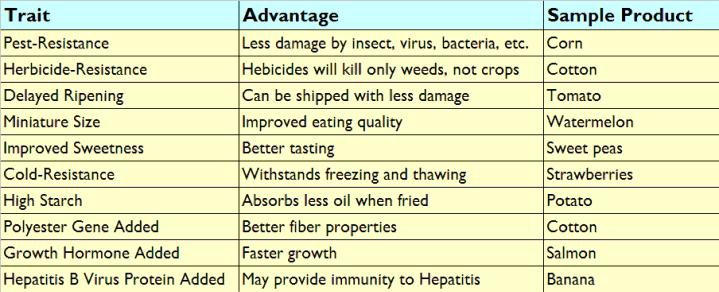 Trait Advantage Sample Product
Pest-Resistance Less damage by insect, virus, bacteria, etc. Corn
Herbicide-Resistance Hebicides will kill only weeds, not crops Cotton
Delayed Ripening Can be shipped with less damage Tomato
Miniature Size Improved eating quality Watermelon
Improved Sweetness Better tasting Sweet peas
Cold-Resistance Withstands freezing and thawing Strawberries
High Starch Absorbs less oil when fried Potato
Polyester Gene Added Better fiber properties Cotton
Growth Hormone Added Faster growth Salmon
Hepatitis B Virus Protein Added May provide immunity to Hepatitis Banana